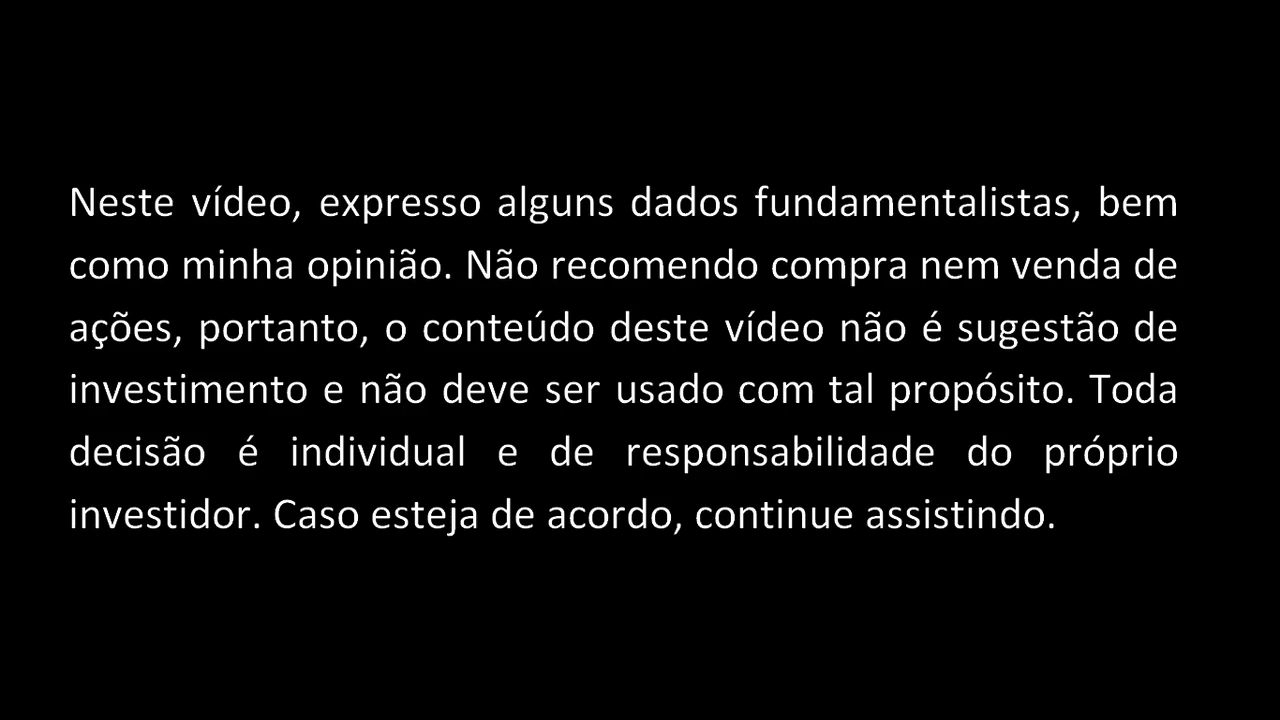 Neste vídeo, expresso alguns dados fundamentalistas, bem
como minha opinião. Não recomendo compra nem venda de
ações, portanto, o conteúdo deste vídeo não é sugestão de
investimento e não deve ser usado com tal propósito. Toda
decisão é individual e de responsabilidade do próprio
investidor. Caso esteja de acordo, continue assistindo.